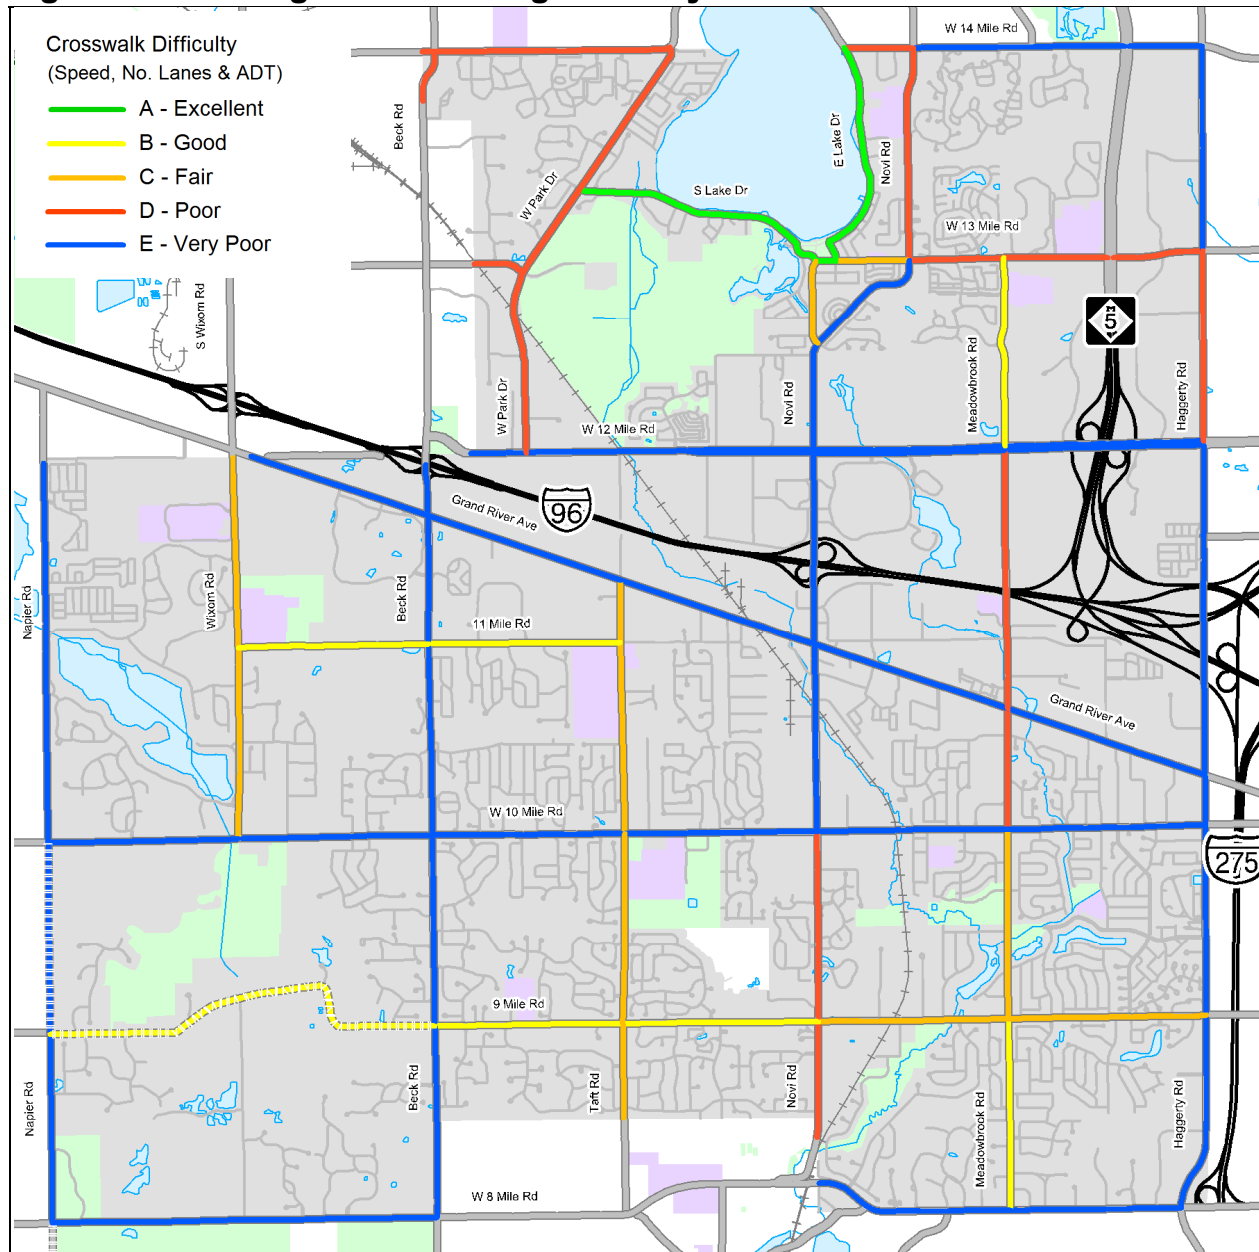 W 14 Mile Rd
Crosswalk Difficulty
(Speed, No. Lanes & ADT)
A - Excellent
B - Good
C - Fair
D - Poor
E - Very Poor
Beck Rd
E Lake Dr
Novi Rd
W Park Dr
S Lake Dr
W 13 Mile Rd
S Wixom Rd
M
5
W Park Dr
Novi Rd
Meadowbrook Rd
Haggerty Rd
W 12 Mile Rd
Grand River Ave
96
Napier Rd
Wixom Rd
Beck Rd
11 Mile Rd
Grand River Ave
W 10 Mile Rd
275
9 Mile Rd
Napier Rd
Beck Rd
Taft Rd
Novi Rd
Meadowbrook Rd
Haggerty Rd
W 8 Mile Rd